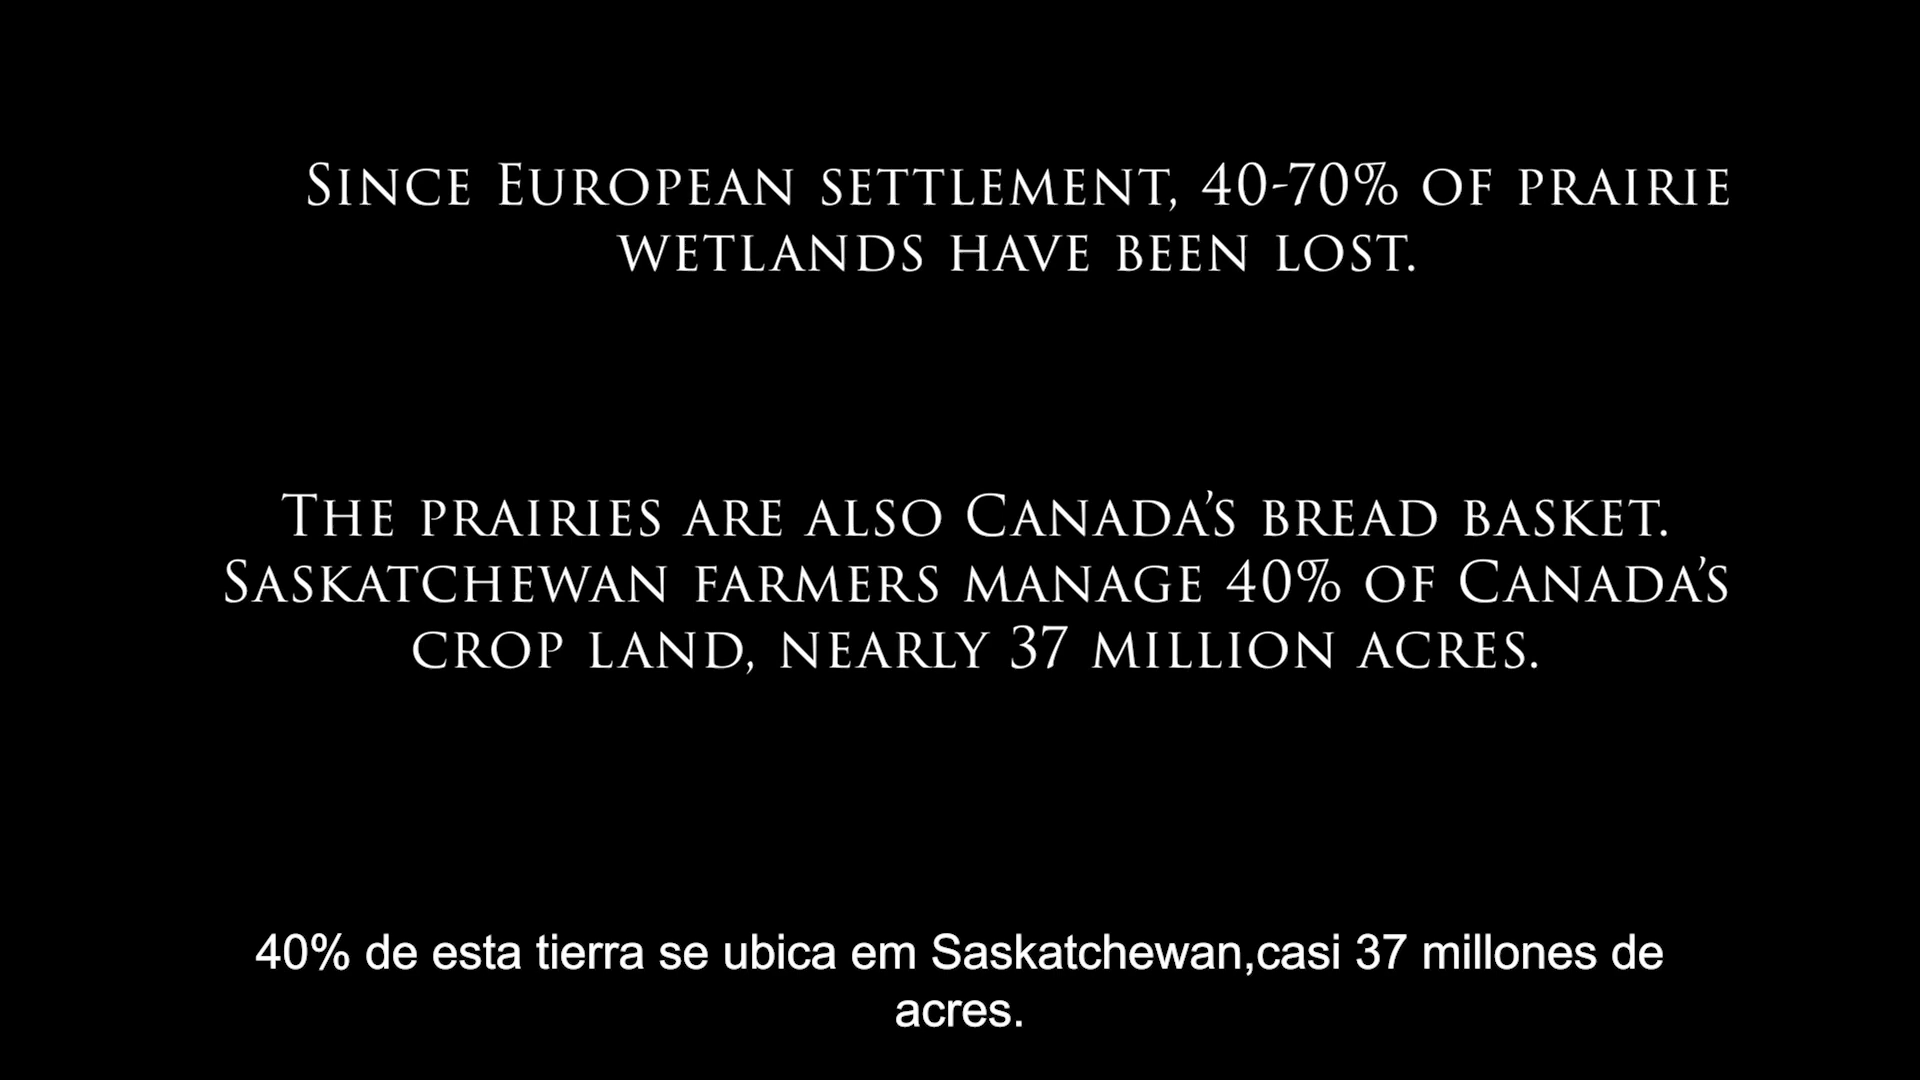 Since European settlement, 40-70% of prairie
wetlands have been lost.
The prairies are also Canada's bread basket.
Saskatchewan farmers manage 40% of Canada's
crop land, nearly 37 million acres.
40% de esta tierra se ubica em Saskatchewan,casi 37 millones de
acres.